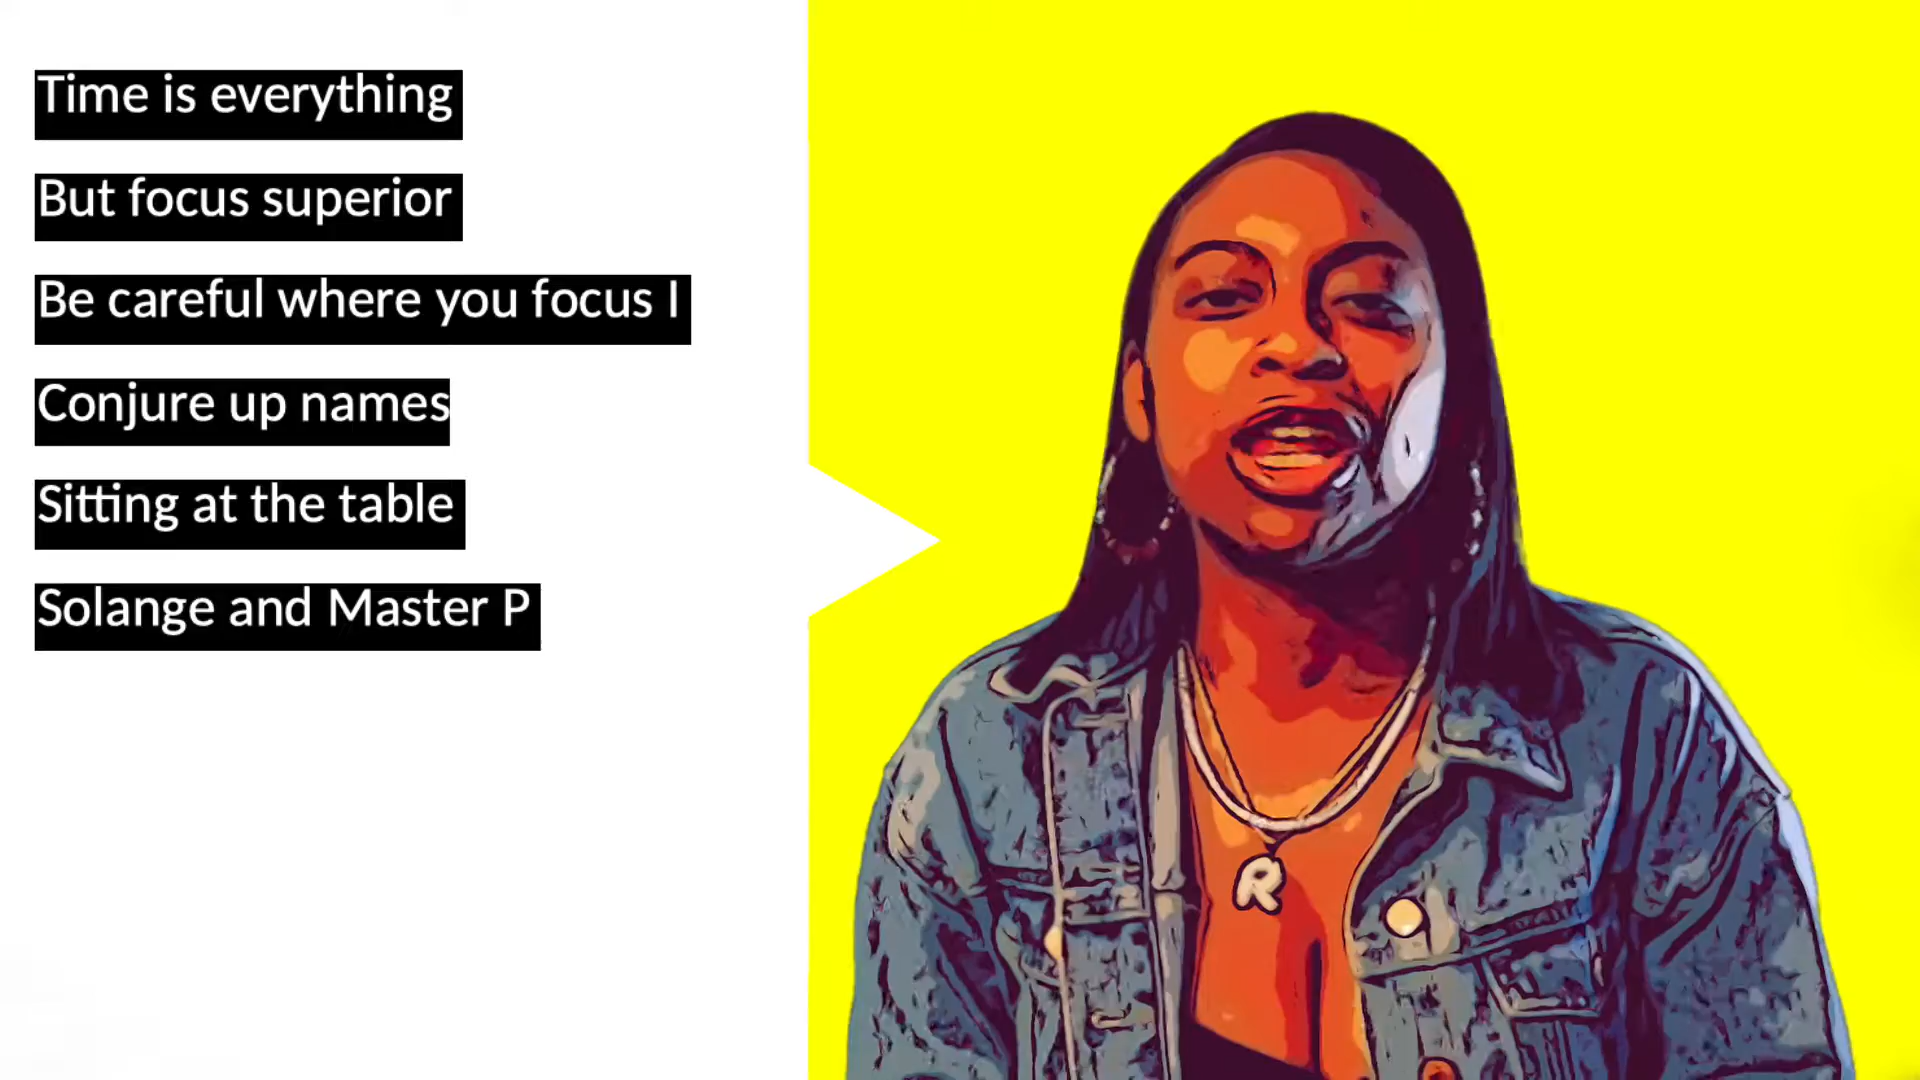 Time is everything
But focus superior
Be careful where you focus I
Conjure up names
Sitting at the table
Solange and Master P
R